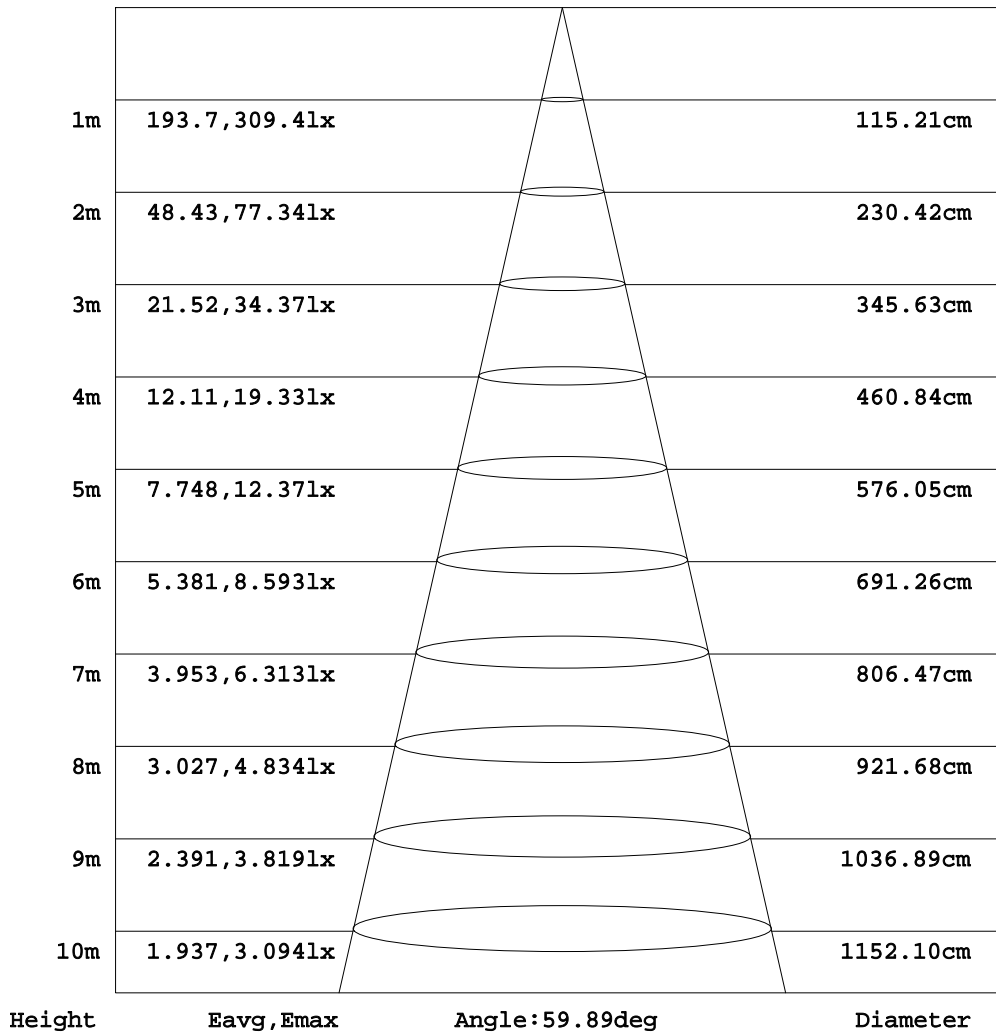 1m 193.7,309.4lx 115.21cm
2m 48.43,77.34lx 230.42cm
3m 21.52,34.37lx 345.63cm
4m 12.11,19.33lx 460.84cm
5m 7.748,12.37lx 576.05cm
6m 5.381,8.593lx 691.26cm
7m 3.953,6.313lx 806.47cm
8m 3.027,4.834lx 921.68cm
9m 2.391,3.819lx 1036.89cm
10m 1.937,3.094lx 1152.10cm
Height Eavg,Emax Angle:59.89deg Diameter